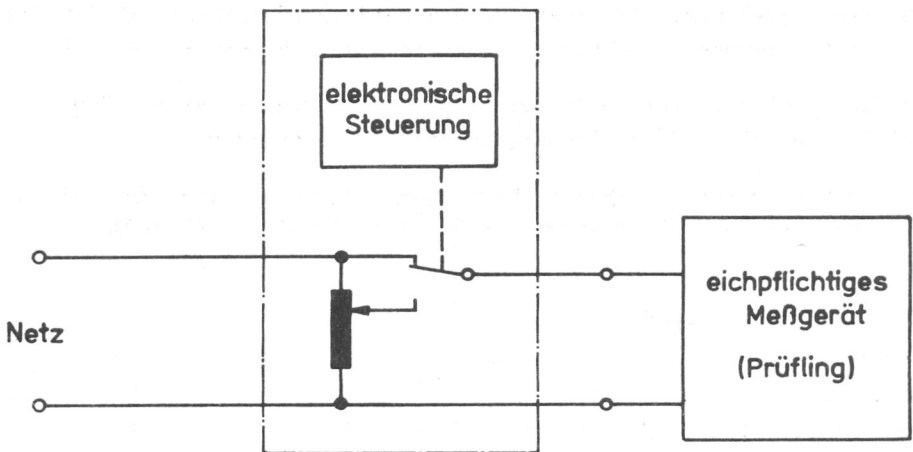 elektronische
Steuerung
Netz
eichpflichtiges
Meßgerät
(Prüfling)